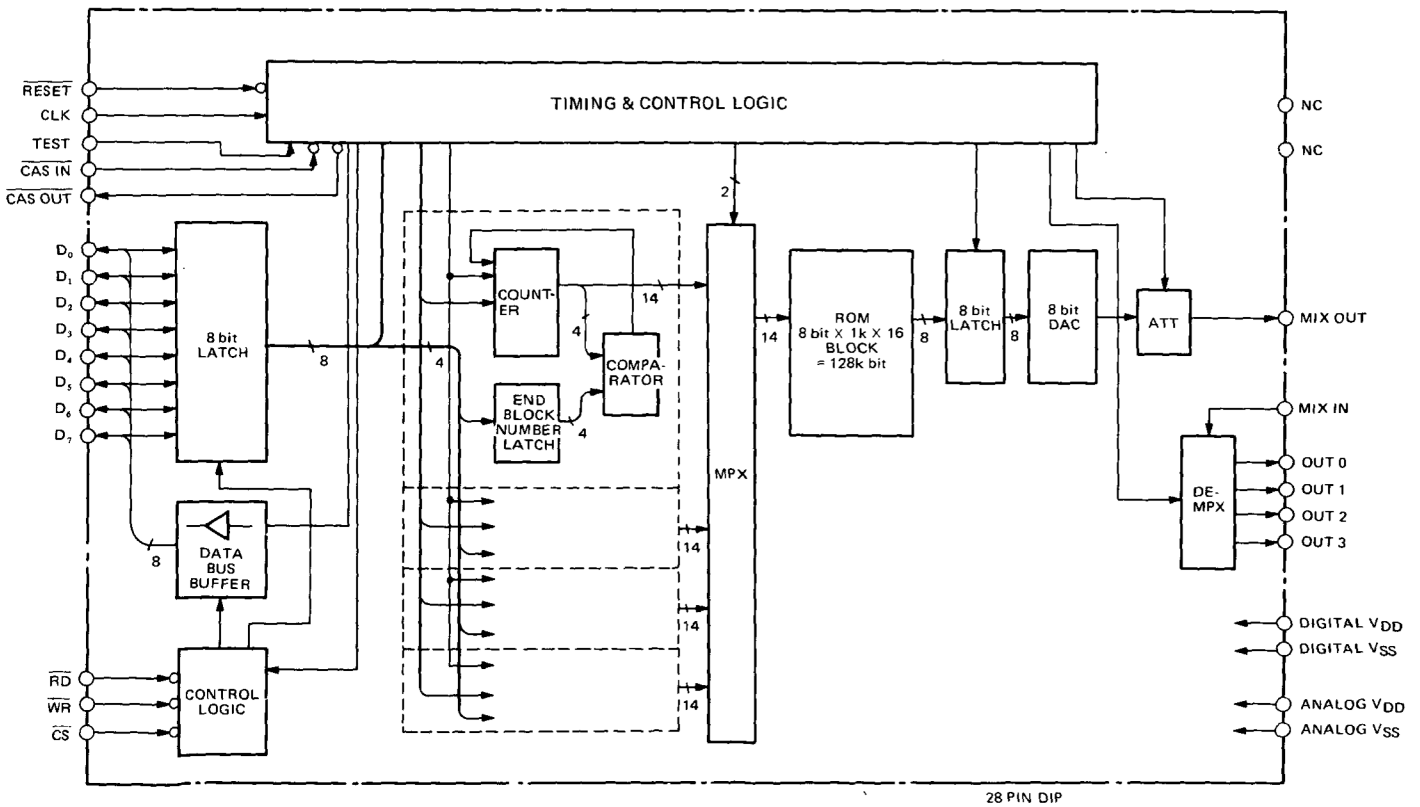 RESET
CLK
TEST
CAS IN
CAS OUT
TIMING & CONTROL LOGIC
NC
NC
D₀
D₁
D₂
D₃
D₄
D₅
D₆
D₇
8 bit
LATCH
8
4
COUNT-
ER
14
4
COMPA-
RATOR
END
BLOCK
NUMBER
LATCH
4
14
14
14
2
MPX
14
ROM
8 bit X 1k X 16
BLOCK
= 128k bit
8
8 bit
LATCH
8
8 bit
DAC
ATT
MIX OUT
MIX IN
DE-
MPX
OUT 0
OUT 1
OUT 2
OUT 3
DATA
BUS
BUFFER
8
RD
WR
CS
CONTROL
LOGIC
DIGITAL VDD
DIGITAL VSS
ANALOG VDD
ANALOG VSS
28 PIN DIP